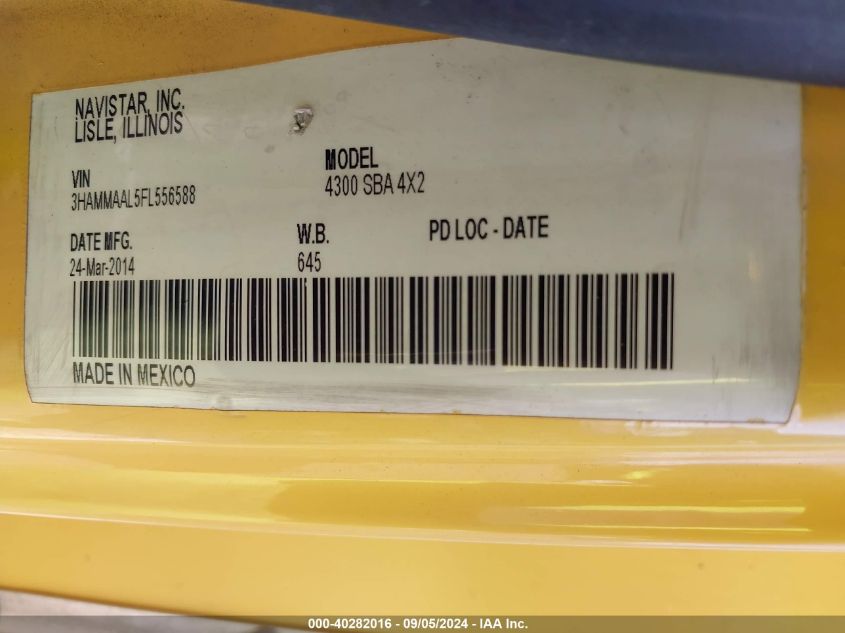 NAVISTAR, INC.
LISLE, ILLINOIS
VIN
3HAMMAAL5FL556588
MODEL
4300 SBA 4X2
DATE MFG.
24-Mar-2014
W.B.
645
PD LOC - DATE
MADE IN MEXICO
000-40282016 - 09/05/2024 - IAA Inc.